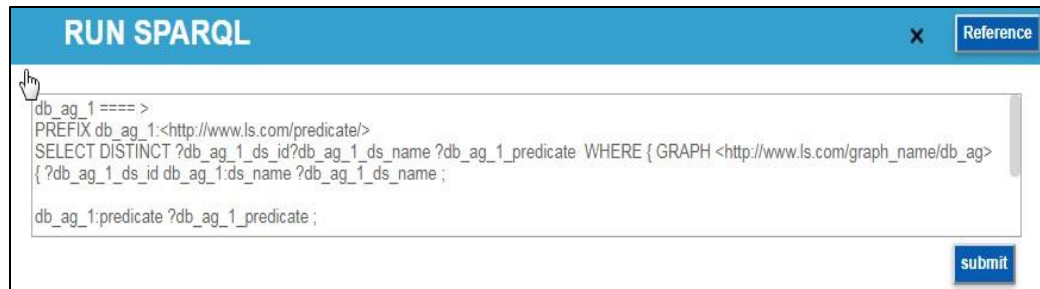 RUN SPARQL
x
Reference
db_ag_1 ==== >
PREFIX db_ag_1:<http://www.ls.com/predicate/>
SELECT DISTINCT ?db_ag_1_ds_id?db_ag_1_ds_name ?db_ag_1_predicate WHERE { GRAPH <http://www.ls.com/graph_name/db_ag>
{ ?db_ag_1_ds_id db_ag_1:ds_name ?db_ag_1_ds_name ;
db_ag_1:predicate ?db_ag_1_predicate ;
submit